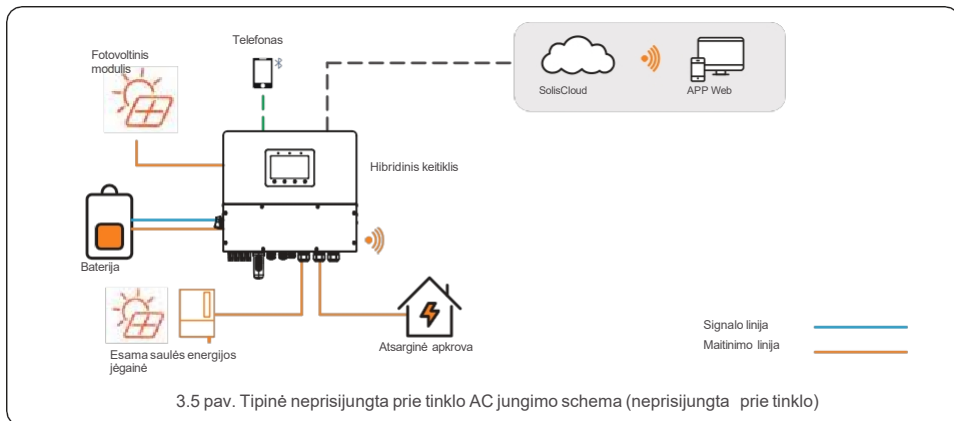 Fotovoltinis
modulis
Telefonas
SolisCloud
APP Web
Hibridinis keitiklis
Baterija
Esama saulės energijos
jėgainė
Atsarginė apkrova
Signalo linija
Maitinimo linija
3.5 pav. Tipinė neprisijungta prie tinklo AC jungimo schema (neprisijungta prie tinklo)